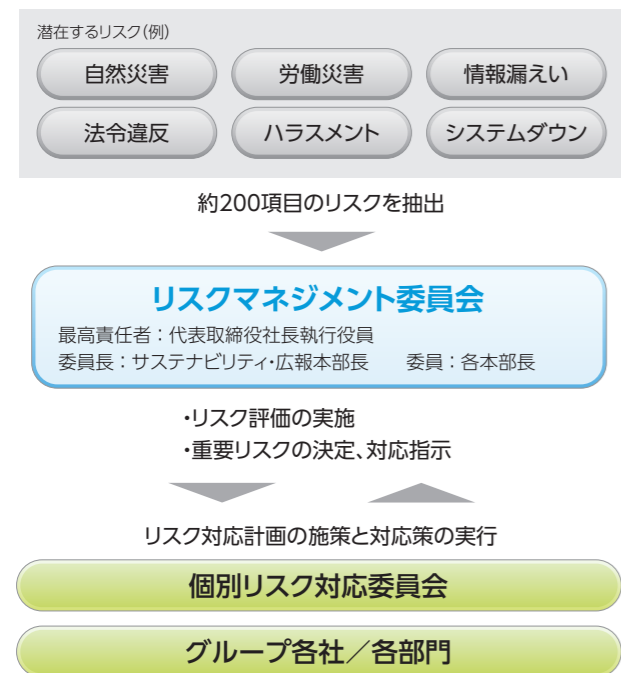 潜在するリスク(例)
自然災害 労働災害 情報漏えい
法令違反 ハラスメント システムダウン
約200項目のリスクを抽出
リスクマネジメント委員会
最高責任者：代表取締役社長執行役員
委員長：サステナビリティ・広報本部長　委員：各本部長
・リスク評価の実施
・重要リスクの決定、対応指示
リスク対応計画の施策と対応策の実行
個別リスク対応委員会
グループ各社／各部門